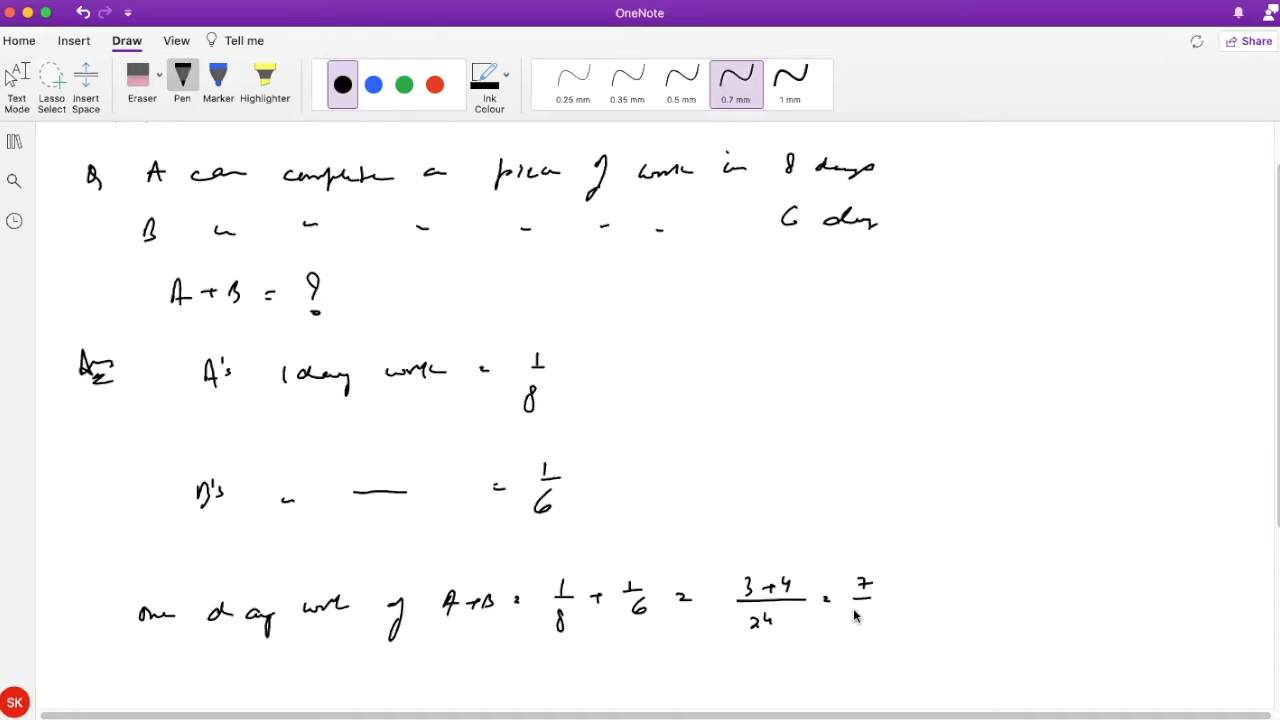 OneNote
Home Insert Draw View Tell me Share
Text Mode Lasso Select Insert Space Eraser Pen Marker Highlighter Ink Colour 0.25 mm 0.35 mm 0.5 mm 0.7 mm 1 mm
Q A can complete a piece of work in 8 days
B " " " " " " 6 day
A + B = ?
Ans A's 1 day work = 1/8
B's " — = 1/6
one day work of A+B = 1/8 + 1/6 = 3+4/24 = 7/
SK